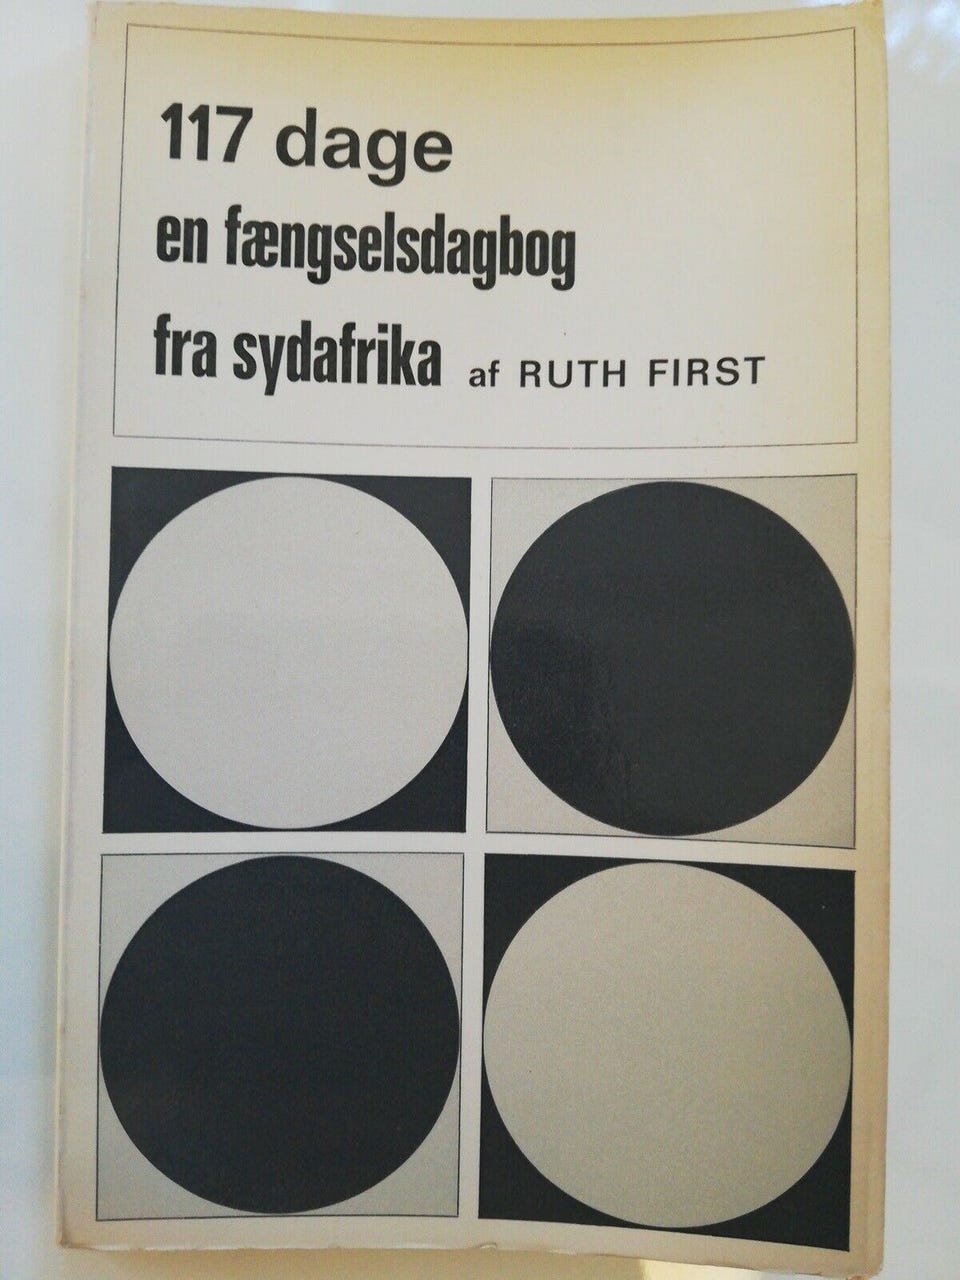 117 dage
en fængselsdagbog
fra sydafrika af RUTH FIRST